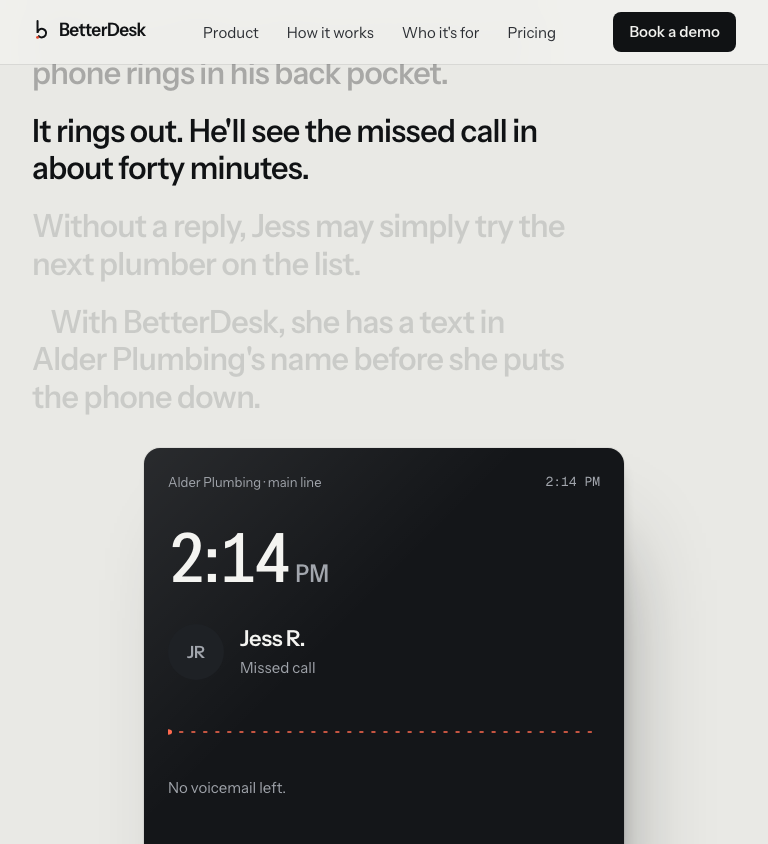 BetterDesk
Product
How it works
Who it's for
Pricing
Book a demo
phone rings in his back pocket.
It rings out. He'll see the missed call in
about forty minutes.
Without a reply, Jess may simply try the
next plumber on the list.
With BetterDesk, she has a text in
Alder Plumbing's name before she puts
the phone down.
Alder Plumbing · main line
2:14 PM
2:14 PM
JR
Jess R.
Missed call
No voicemail left.